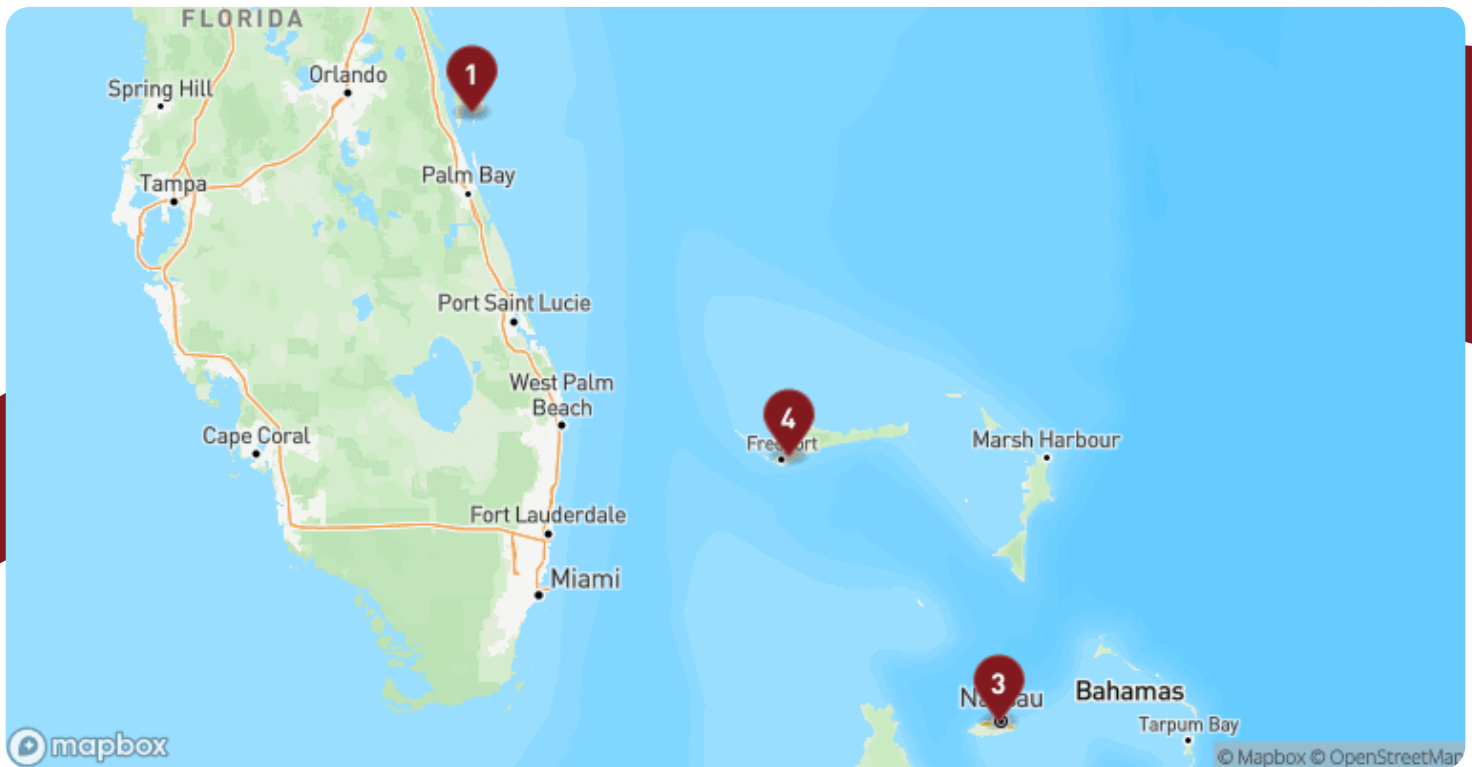 FLORIDA
1
Orlando
Spring Hill
Palm Bay
Tampa
Port Saint Lucie
West Palm
Beach
4
Cape Coral
Marsh Harbour
Fort Lauderdale
Miami
3
Bahamas
Tarpum Bay
mapbox
© Mapbox © OpenStreetMap